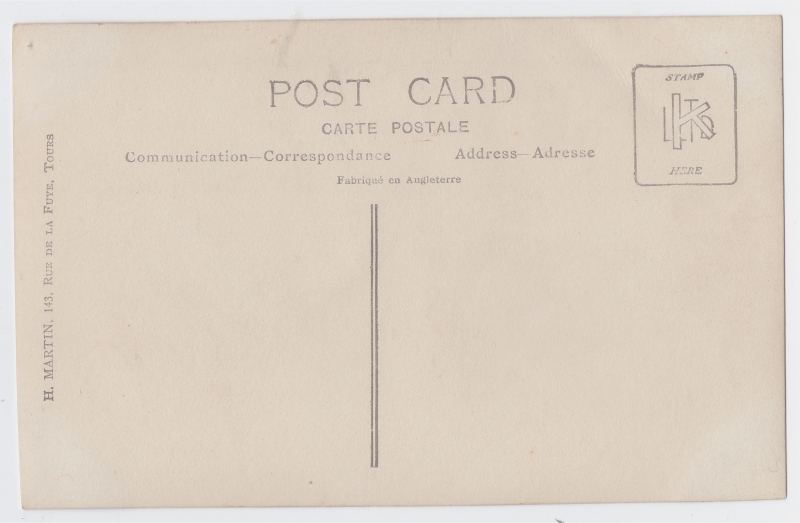 POST CARD
CARTE POSTALE
Communication—Correspondance Address—Adresse
Fabriqué en Angleterre
STAMP
HERE
H. MARTIN, 143, RUE DE LA FUYE, TOURS